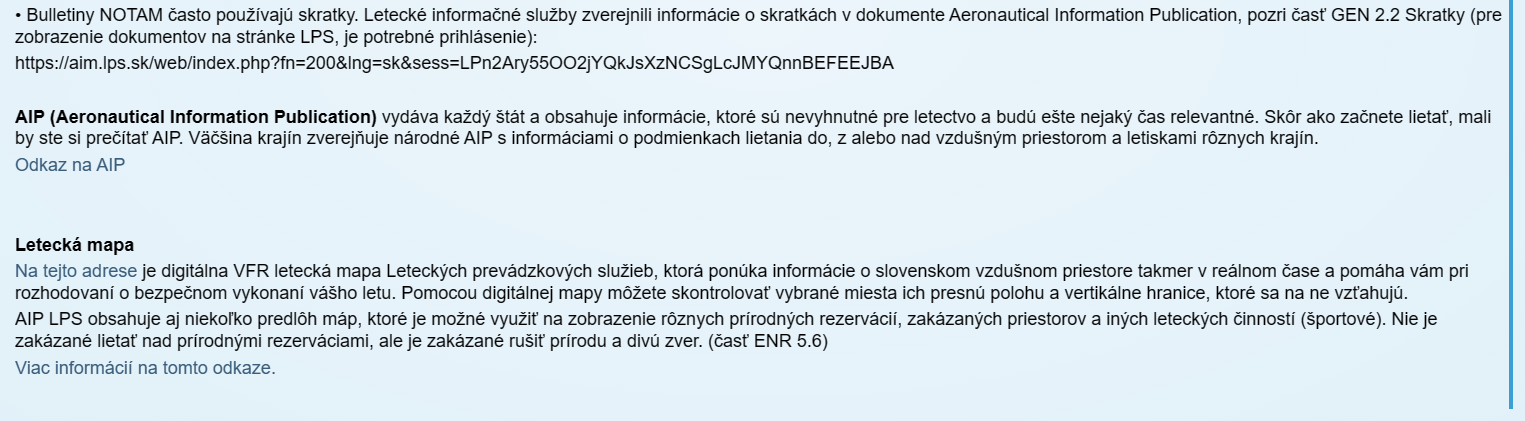 • Bulletiny NOTAM často používajú skratky. Letecké informačné služby zverejnili informácie o skratkách v dokumente Aeronautical Information Publication, pozri časť GEN 2.2 Skratky (pre
zobrazenie dokumentov na stránke LPS, je potrebné prihlásenie):
https://aim.lps.sk/web/index.php?fn=200&lng=sk&sess=LPn2Ary55OO2jYQkJsXzNCSgLcJMYQnnBEFEEJBA
AIP (Aeronautical Information Publication) vydáva každý štát a obsahuje informácie, ktoré sú nevyhnutné pre letectvo a budú ešte nejaký čas relevantné. Skôr ako začnete lietať, mali
by ste si prečítať AIP. Väčšina krajín zverejňuje národné AIP s informáciami o podmienkach lietania do, z alebo nad vzdušným priestorom a letiskami rôznych krajín.
Odkaz na AIP
Letecká mapa
Na tejto adrese je digitálna VFR letecká mapa Leteckých prevádzkových služieb, ktorá ponúka informácie o slovenskom vzdušnom priestore takmer v reálnom čase a pomáha vám pri
rozhodovaní o bezpečnom vykonaní vášho letu. Pomocou digitálnej mapy môžete skontrolovať vybrané miesta ich presnú polohu a vertikálne hranice, ktoré sa na ne vzťahujú.
AIP LPS obsahuje aj niekoľko predlôh máp, ktoré je možné využiť na zobrazenie rôznych prírodných rezervácií, zakázaných priestorov a iných leteckých činností (športové). Nie je
zakázané lietať nad prírodnými rezerváciami, ale je zakázané rušiť prírodu a divú zver. (časť ENR 5.6)
Viac informácií na tomto odkaze.